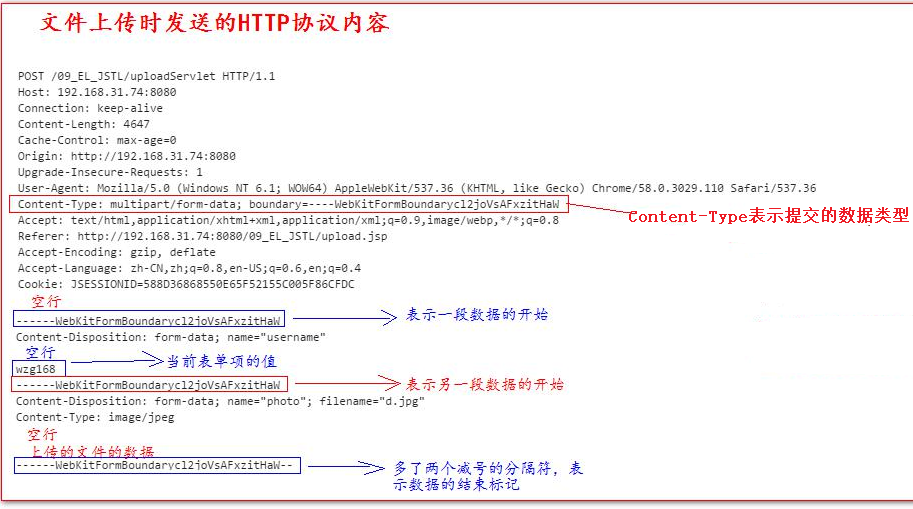 文件上传时发送的HTTP协议内容
POST /09_EL_JSTL/uploadServlet HTTP/1.1
Host: 192.168.31.74:8080
Connection: keep-alive
Content-Length: 4647
Cache-Control: max-age=0
Origin: http://192.168.31.74:8080
Upgrade-Insecure-Requests: 1
User-Agent: Mozilla/5.0 (Windows NT 6.1; WOW64) AppleWebKit/537.36 (KHTML, like Gecko) Chrome/58.0.3029.110 Safari/537.36
Content-Type: multipart/form-data; boundary=----WebKitFormBoundarycl2joVsAFxzitHaW
Content-Type表示提交的数据类型
Accept: text/html,application/xhtml+xml,application/xml;q=0.9,image/webp,*/*;q=0.8
Referer: http://192.168.31.74:8080/09_EL_JSTL/upload.jsp
Accept-Encoding: gzip, deflate
Accept-Language: zh-CN,zh;q=0.8,en-US;q=0.6,en;q=0.4
Cookie: JSESSIONID=588D36868550E65F52155C005F86CFDC
空行
------WebKitFormBoundarycl2joVsAFxzitHaW
表示一段数据的开始
Content-Disposition: form-data; name="username"
空行
当前表单项的值
wzg168
------WebKitFormBoundarycl2joVsAFxzitHaW
表示另一段数据的开始
Content-Disposition: form-data; name="photo"; filename="d.jpg"
Content-Type: image/jpeg
空行
上传的文件的数据
------WebKitFormBoundarycl2joVsAFxzitHaW--
多了两个减号的分隔符，表
示数据的结束标记